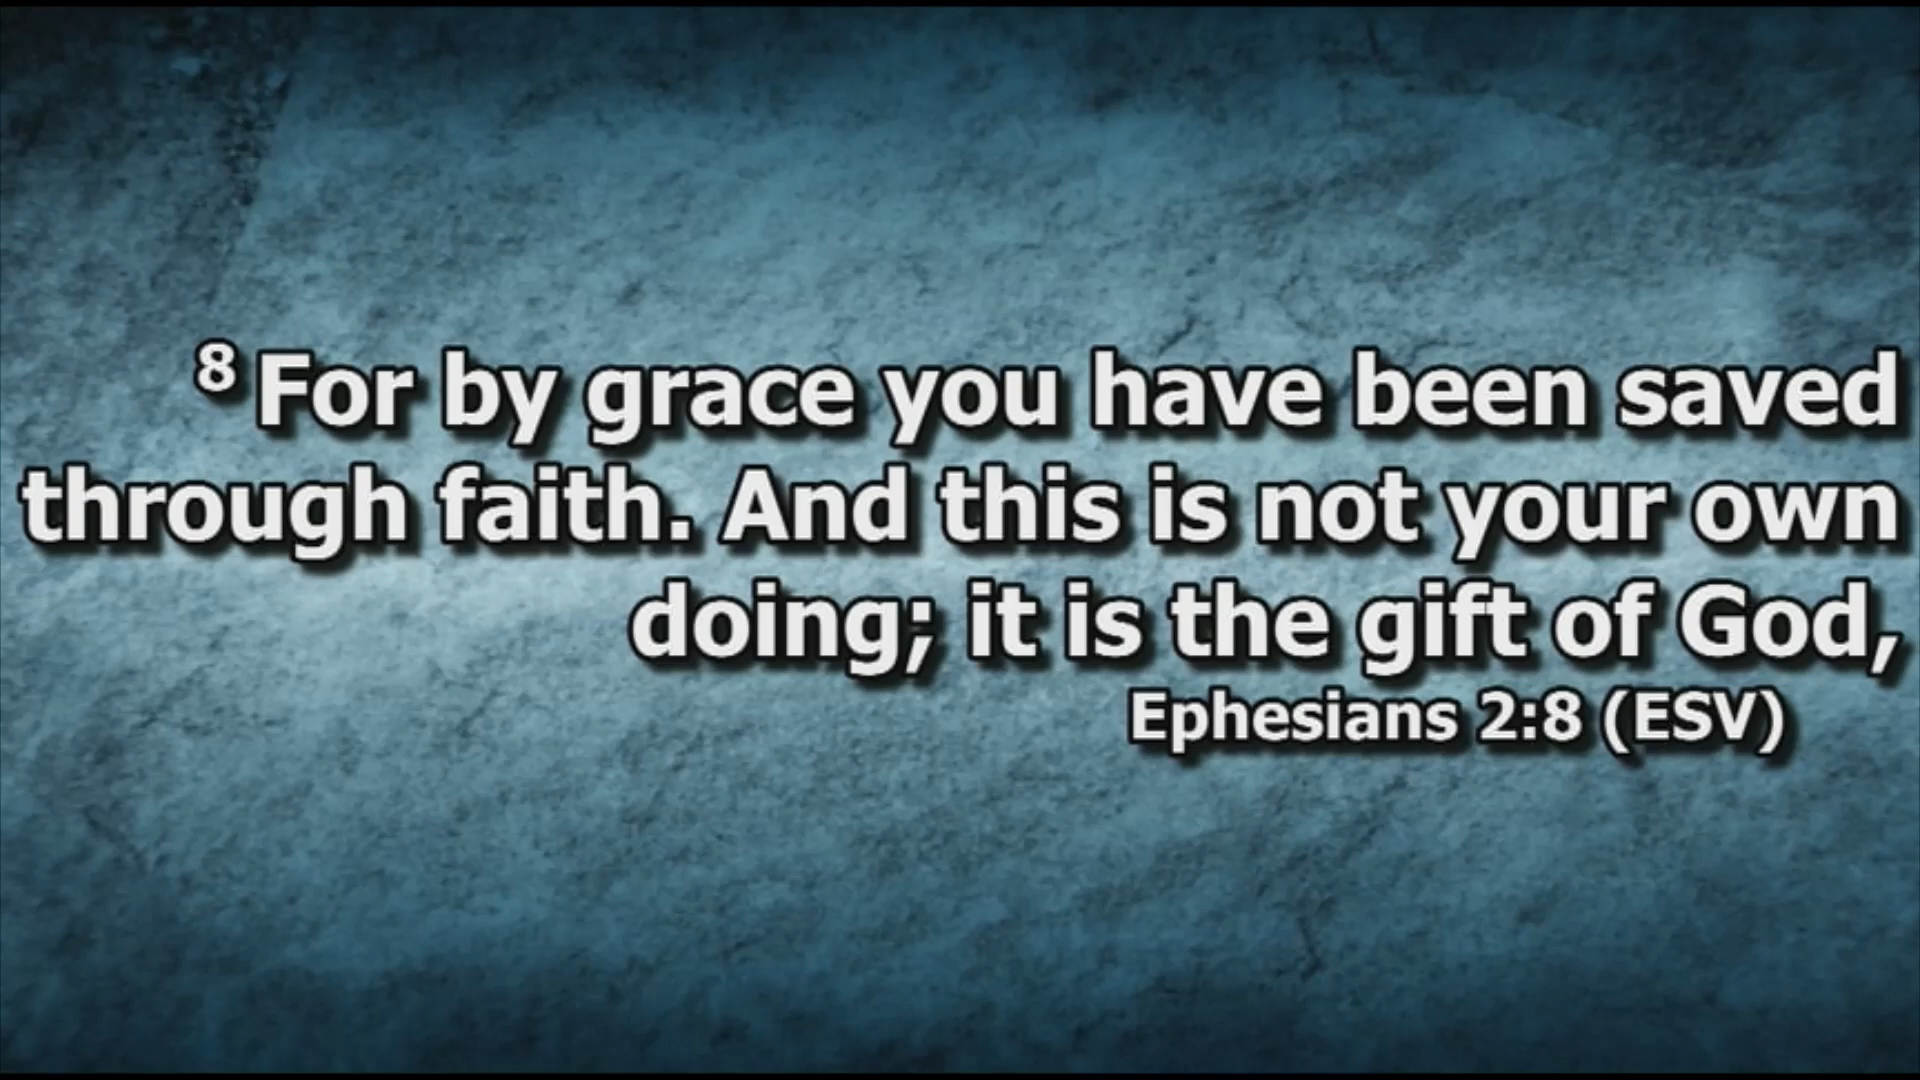 8 For by grace you have been saved
through faith. And this is not your own
doing; it is the gift of God,
Ephesians 2:8 (ESV)